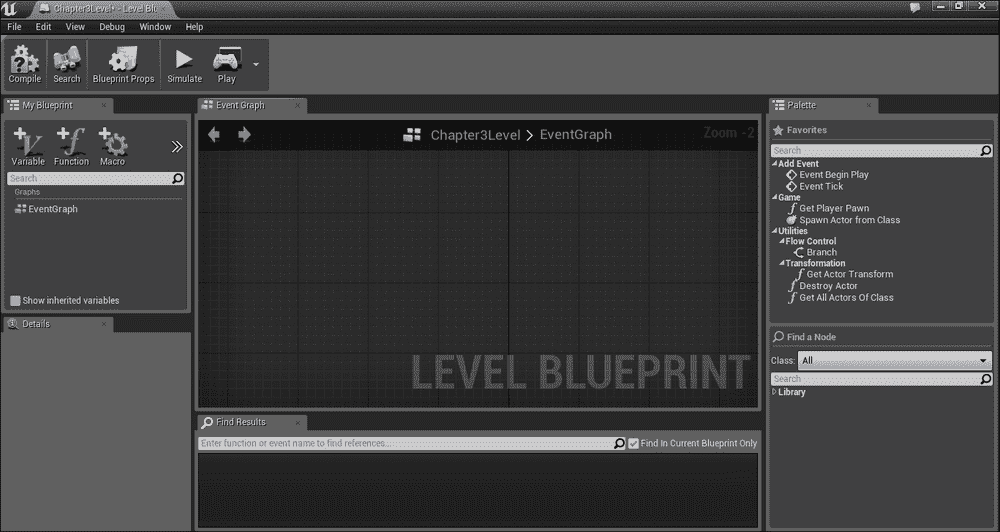 Chapter3Level* - Level Blu
File Edit View Debug Window Help
Compile Search Blueprint Props Simulate Play
My Blueprint
Variable Function Macro
Search
Graphs
EventGraph
Show inherited variables
Details
Event Graph
Chapter3Level > EventGraph
Zoom -2
LEVEL BLUEPRINT
Find Results
Enter function or event name to find references...
Find In Current Blueprint Only
Palette
Favorites
Search
Add Event
Event Begin Play
Event Tick
Game
Get Player Pawn
Spawn Actor from Class
Utilities
Flow Control
Branch
Transformation
Get Actor Transform
Destroy Actor
Get All Actors Of Class
Find a Node
Class: All
Search
Library